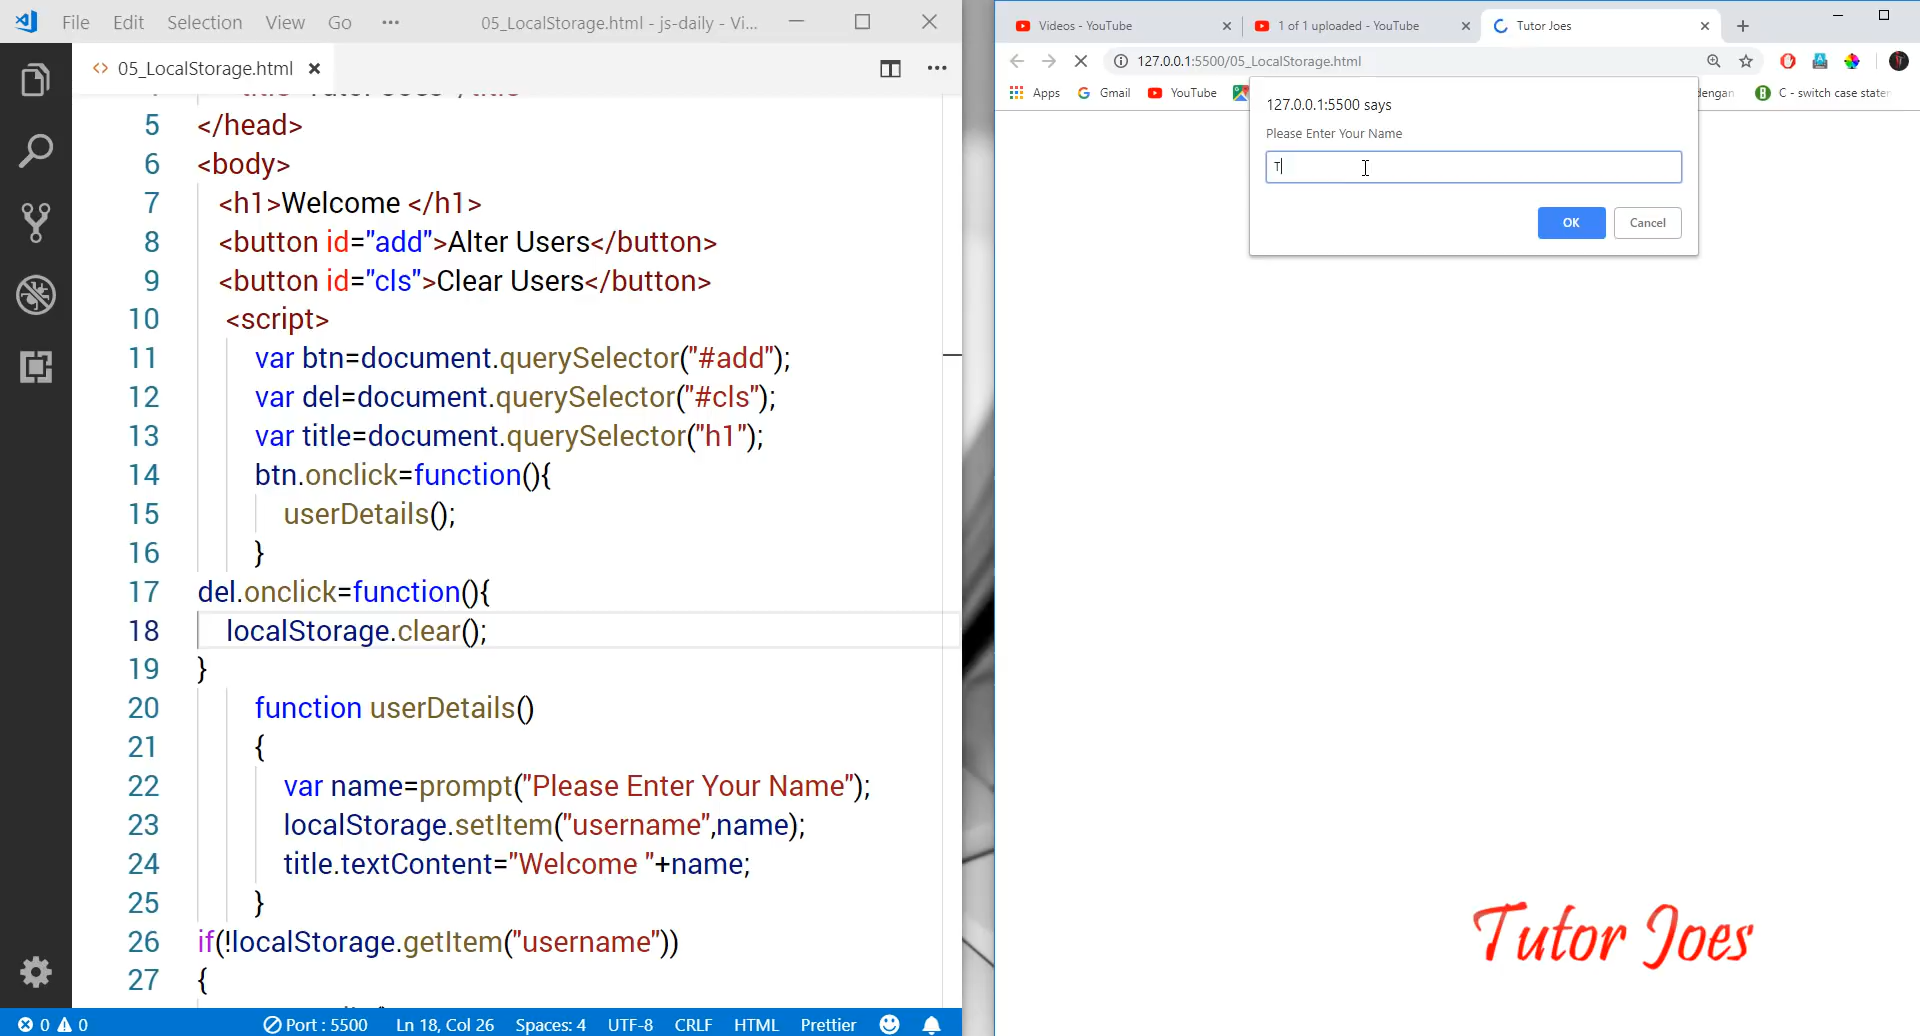 File Edit Selection View Go ··· 05_LocalStorage.html - js-daily - Vi...
<> 05_LocalStorage.html
5 </head>
6 <body>
7 <h1>Welcome </h1>
8 <button id="add">Alter Users</button>
9 <button id="cls">Clear Users</button>
10 <script>
11 var btn=document.querySelector("#add");
12 var del=document.querySelector("#cls");
13 var title=document.querySelector("h1");
14 btn.onclick=function(){
15 userDetails();
16 }
17 del.onclick=function(){
18 localStorage.clear();
19 }
20 function userDetails()
21 {
22 var name=prompt("Please Enter Your Name");
23 localStorage.setItem("username",name);
24 title.textContent="Welcome "+name;
25 }
26 if(!localStorage.getItem("username"))
27 {
0 0 Port : 5500 Ln 18, Col 26 Spaces: 4 UTF-8 CRLF HTML Prettier
Videos - YouTube 1 of 1 uploaded - YouTube Tutor Joes
127.0.0.1:5500/05_LocalStorage.html
Apps Gmail YouTube dengan C - switch case stater
127.0.0.1:5500 says
Please Enter Your Name
T
OK Cancel
Tutor Joes